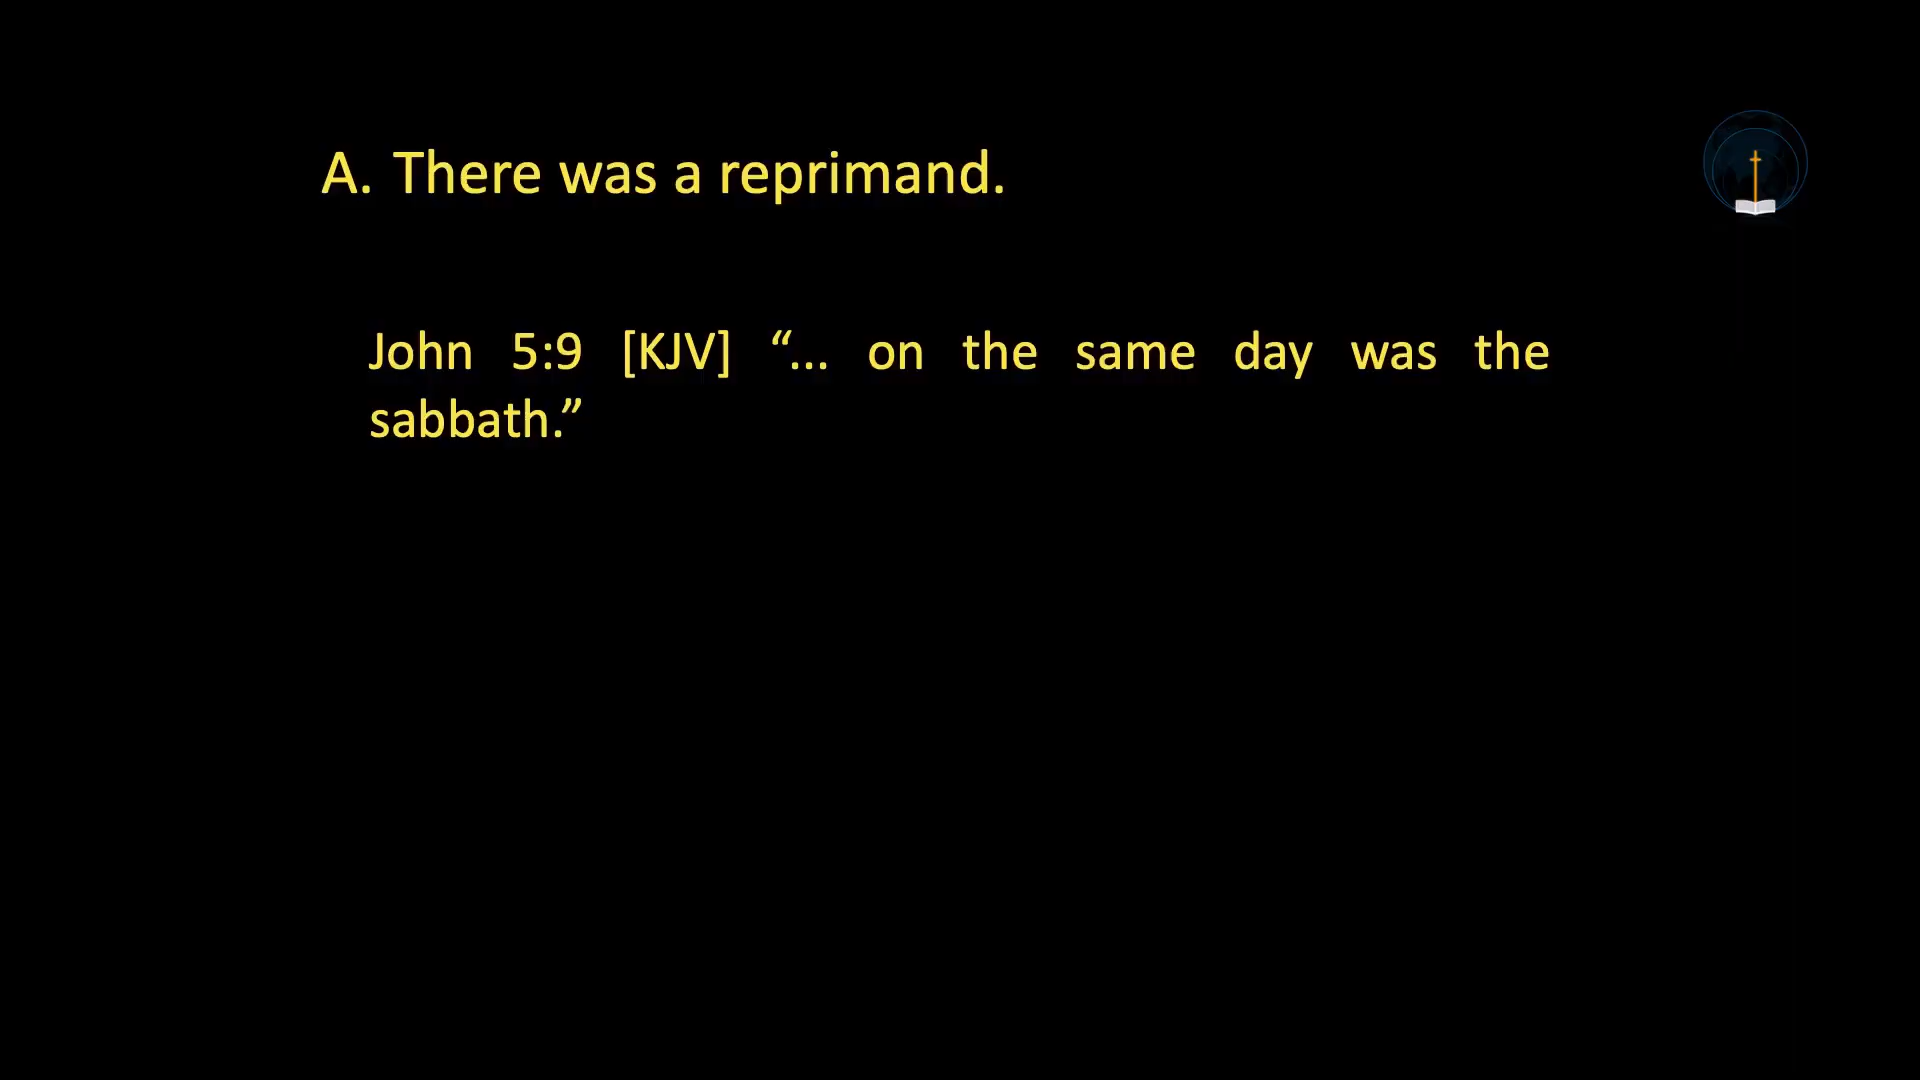 A. There was a reprimand.
John 5:9 [KJV] “... on the same day was the
sabbath.”